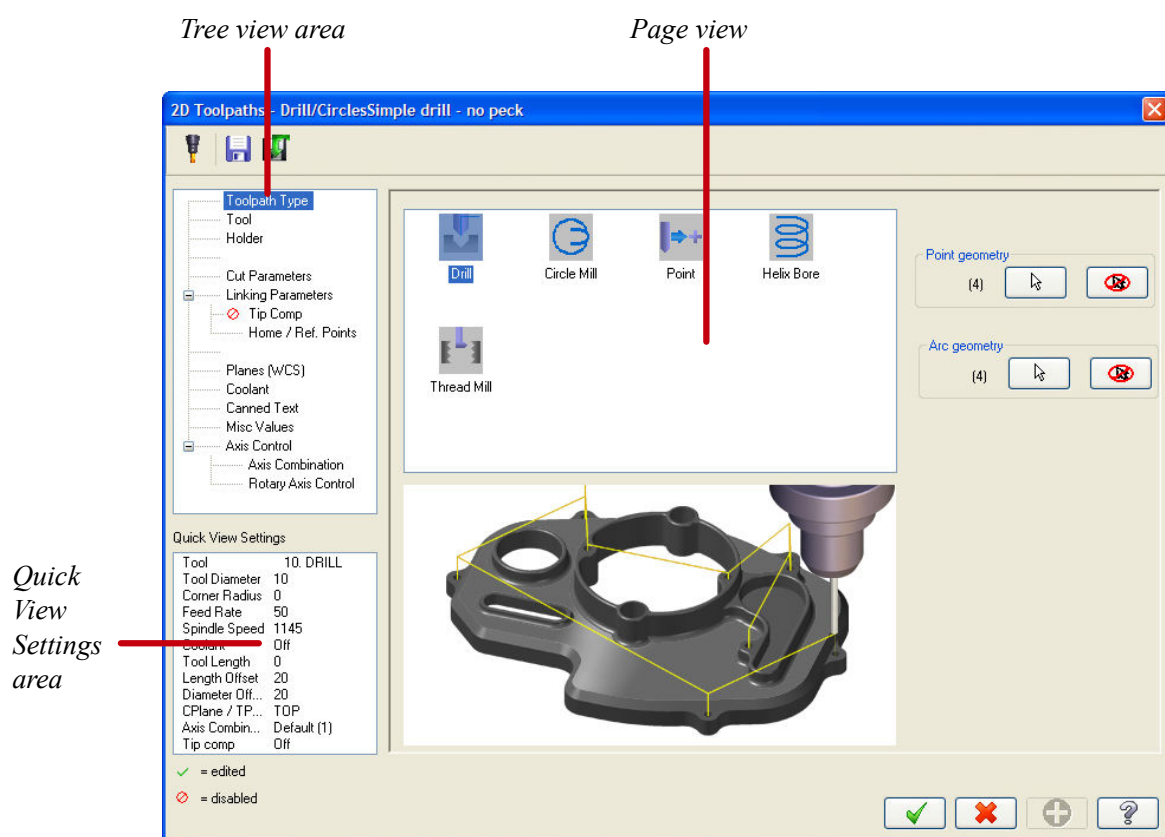 Tree view area
Page view
2D Toolpaths - Drill/CirclesSimple drill - no peck
Toolpath Type
Tool
Holder
Cut Parameters
Linking Parameters
Tip Comp
Home / Ref. Points
Planes (WCS)
Coolant
Canned Text
Misc Values
Axis Control
Axis Combination
Rotary Axis Control
Drill
Circle Mill
Point
Helix Bore
Thread Mill
Point geometry
(4)
Arc geometry
(4)
Quick View Settings
Tool 10. DRILL
Tool Diameter 10
Corner Radius 0
Feed Rate 50
Spindle Speed 1145
Coolant Off
Tool Length 0
Length Offset 20
Diameter Off... 20
CPlane / TP... TOP
Axis Combin... Default (1)
Tip comp Off
Quick
View
Settings
area
= edited
= disabled